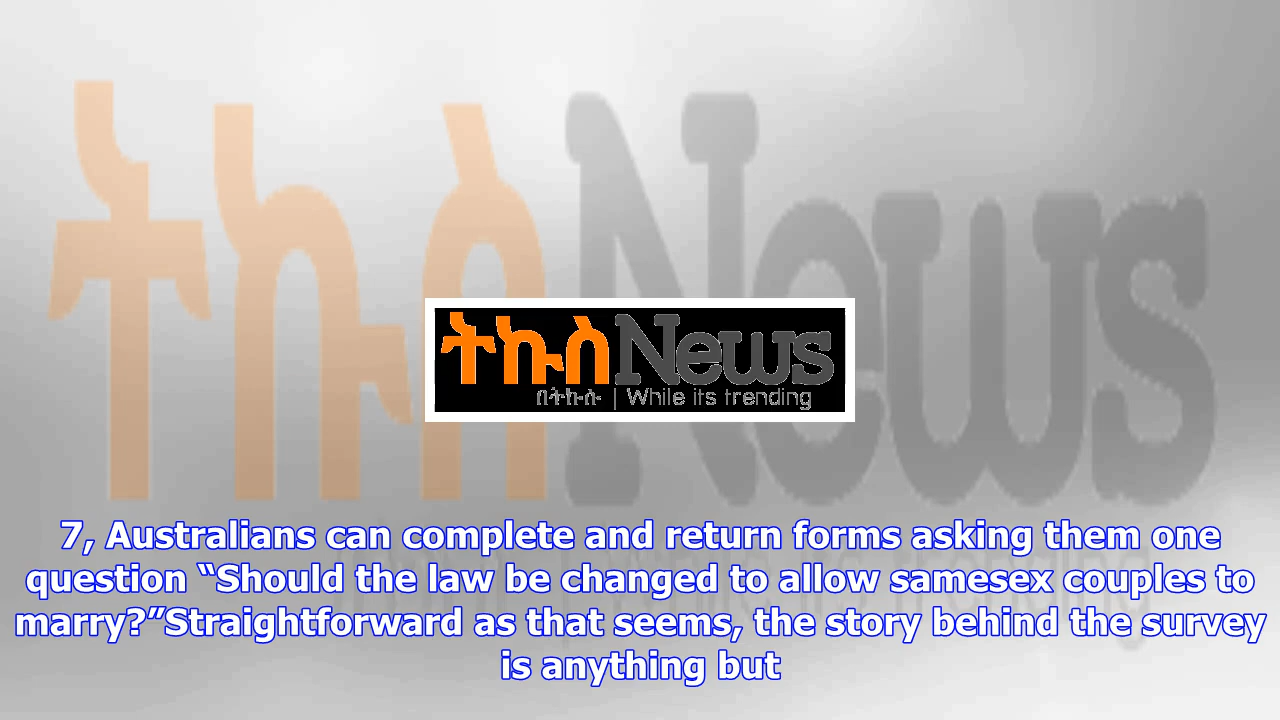 ትኩስNews
ትኩስNews
በትኩሱ | While its trending
7, Australians can complete and return forms asking them one
question “Should the law be changed to allow samesex couples to
marry?”Straightforward as that seems, the story behind the survey
is anything but